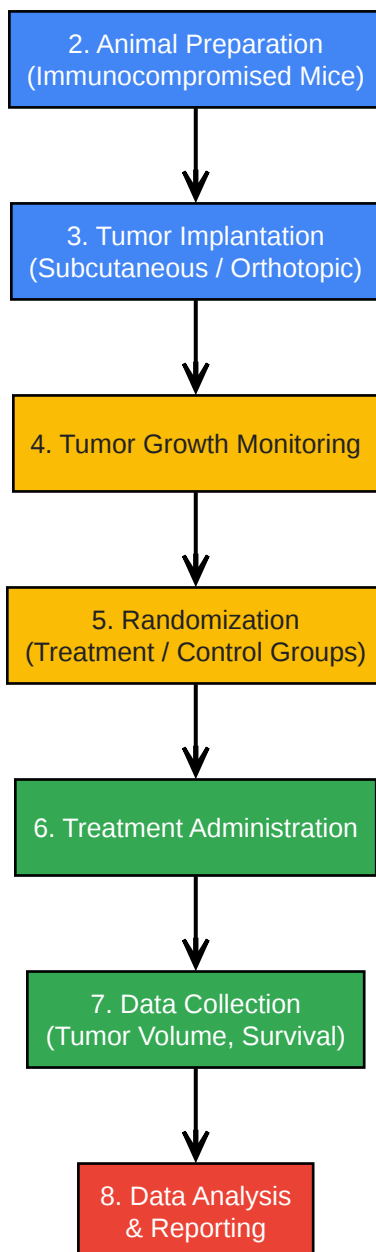 2. Animal Preparation
(Immunocompromised Mice)
3. Tumor Implantation
(Subcutaneous / Orthotopic)
4. Tumor Growth Monitoring
5. Randomization
(Treatment / Control Groups)
6. Treatment Administration
7. Data Collection
(Tumor Volume, Survival)
8. Data Analysis
& Reporting